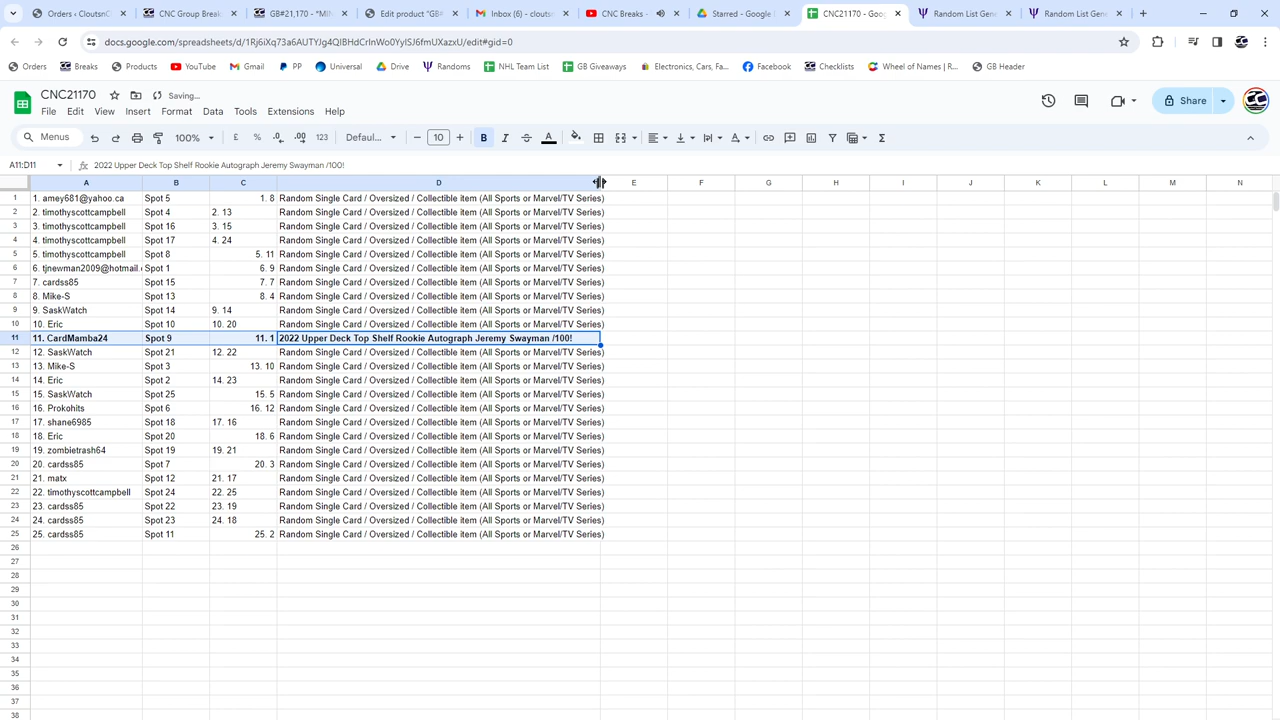 Orders · CloutsnC
CNC Group Break
GB#21,170 - "MIN
Edit product "GB
Inbox (6) - clouts
CNC Breaks -
Starred - Google
CNC21170 - Goo
Random List Gene
Random List Gene
docs.google.com/spreadsheets/d/1Rj6iXq73a6AUTYJg4QIBHdCrInWo0YyISJ6fmUXazxU/edit#gid=0
Orders Breaks Products YouTube Gmail PP Universal Drive Randoms NHL Team List GB Giveaways Electronics, Cars, Fa... Facebook Checklists Wheel of Names | R... GB Header
CNC21170 Saving...
File Edit View Insert Format Data Tools Extensions Help
Share
Menus 100% £ % .0 .00 123 Defaul... 10 B I A Σ
A11:D11 fx 2022 Upper Deck Top Shelf Rookie Autograph Jeremy Swayman /100!
A B C D E F G H I J K L M N
1 1. amey681@yahoo.ca Spot 5 1. 8 Random Single Card / Oversized / Collectible item (All Sports or Marvel/TV Series)
2 2. timothyscottcampbell Spot 4 2. 13 Random Single Card / Oversized / Collectible item (All Sports or Marvel/TV Series)
3 3. timothyscottcampbell Spot 16 3. 15 Random Single Card / Oversized / Collectible item (All Sports or Marvel/TV Series)
4 4. timothyscottcampbell Spot 17 4. 24 Random Single Card / Oversized / Collectible item (All Sports or Marvel/TV Series)
5 5. timothyscottcampbell Spot 8 5. 11 Random Single Card / Oversized / Collectible item (All Sports or Marvel/TV Series)
6 6. tjnewman2009@hotmail. Spot 1 6. 9 Random Single Card / Oversized / Collectible item (All Sports or Marvel/TV Series)
7 7. cardss85 Spot 15 7. 7 Random Single Card / Oversized / Collectible item (All Sports or Marvel/TV Series)
8 8. Mike-S Spot 13 8. 4 Random Single Card / Oversized / Collectible item (All Sports or Marvel/TV Series)
9 9. SaskWatch Spot 14 9. 14 Random Single Card / Oversized / Collectible item (All Sports or Marvel/TV Series)
10 10. Eric Spot 10 10. 20 Random Single Card / Oversized / Collectible item (All Sports or Marvel/TV Series)
11 11. CardMamba24 Spot 9 11. 1 2022 Upper Deck Top Shelf Rookie Autograph Jeremy Swayman /100!
12 12. SaskWatch Spot 21 12. 22 Random Single Card / Oversized / Collectible item (All Sports or Marvel/TV Series)
13 13. Mike-S Spot 3 13. 10 Random Single Card / Oversized / Collectible item (All Sports or Marvel/TV Series)
14 14. Eric Spot 2 14. 23 Random Single Card / Oversized / Collectible item (All Sports or Marvel/TV Series)
15 15. SaskWatch Spot 25 15. 5 Random Single Card / Oversized / Collectible item (All Sports or Marvel/TV Series)
16 16. Prokohits Spot 6 16. 12 Random Single Card / Oversized / Collectible item (All Sports or Marvel/TV Series)
17 17. shane6985 Spot 18 17. 16 Random Single Card / Oversized / Collectible item (All Sports or Marvel/TV Series)
18 18. Eric Spot 20 18. 6 Random Single Card / Oversized / Collectible item (All Sports or Marvel/TV Series)
19 19. zombietrash64 Spot 19 19. 21 Random Single Card / Oversized / Collectible item (All Sports or Marvel/TV Series)
20 20. cardss85 Spot 7 20. 3 Random Single Card / Oversized / Collectible item (All Sports or Marvel/TV Series)
21 21. matx Spot 12 21. 17 Random Single Card / Oversized / Collectible item (All Sports or Marvel/TV Series)
22 22. timothyscottcampbell Spot 24 22. 25 Random Single Card / Oversized / Collectible item (All Sports or Marvel/TV Series)
23 23. cardss85 Spot 22 23. 19 Random Single Card / Oversized / Collectible item (All Sports or Marvel/TV Series)
24 24. cardss85 Spot 23 24. 18 Random Single Card / Oversized / Collectible item (All Sports or Marvel/TV Series)
25 25. cardss85 Spot 11 25. 2 Random Single Card / Oversized / Collectible item (All Sports or Marvel/TV Series)
26
27
28
29
30
31
32
33
34
35
36
37
38